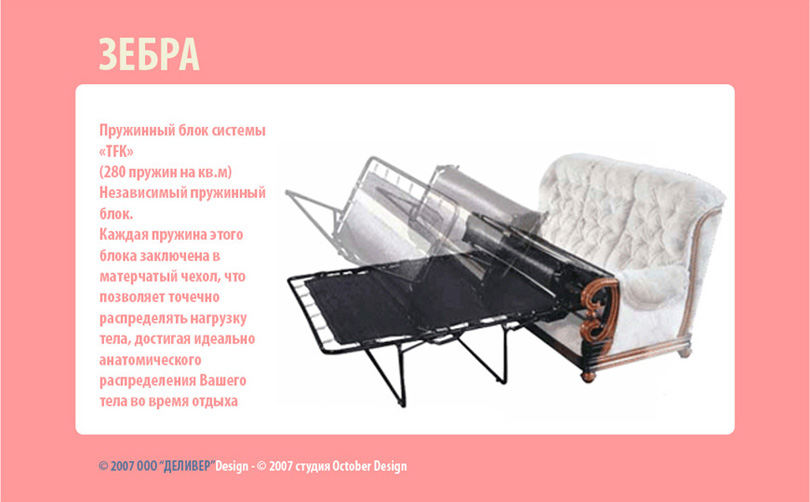 ЗЕБРА
Пружинный блок системы
«TFK»
(280 пружин на кв.м)
Независимый пружинный
блок.
Каждая пружина этого
блока заключена в
матерчатый чехол, что
позволяет точечно
распределять нагрузку
тела, достигая идеально
анатомического
распределения Вашего
тела во время отдыха
© 2007 ООО "ДЕЛИВЕР"Design - © 2007 студия October Design